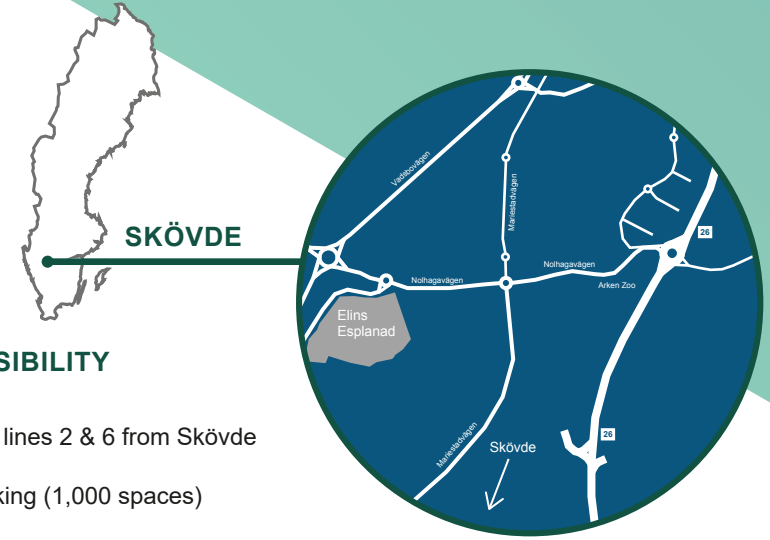 SKÖVDE
Vadsbovägen
Mariestadvägen
26
Nolhagavägen
Nolhagavägen
Arken Zoo
Elins
Esplanad
Mariestadvägen
Skövde
26
SIBILITY
lines 2 & 6 from Skövde
king (1,000 spaces)